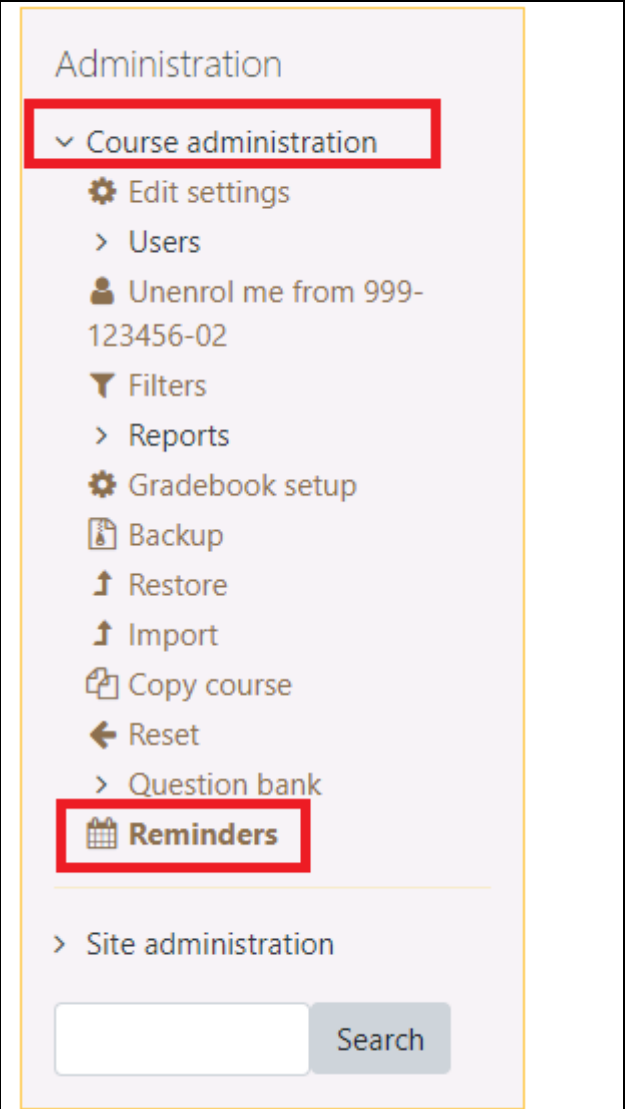 Administration
Course administration
Edit settings
Users
Unenrol me from 999-
123456-02
Filters
Reports
Gradebook setup
Backup
Restore
Import
Copy course
Reset
Question bank
Reminders
Site administration
Search